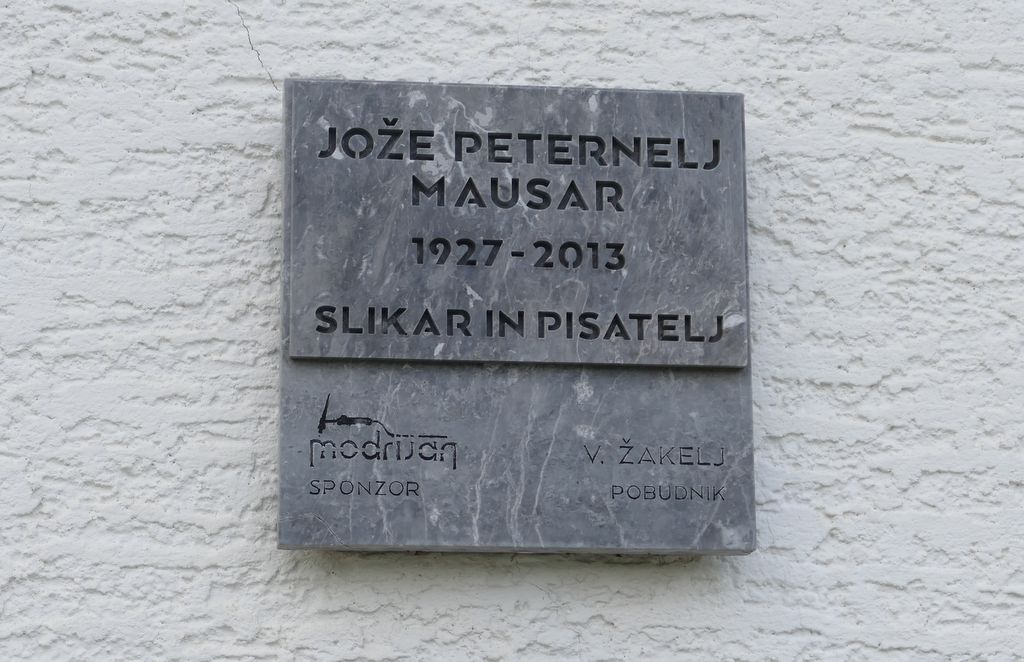 JOŽE PETERNELJ
MAUSAR
1927-2013
SLIKAR IN PISATELJ
modrijan
SPONZOR
V. ŽAKELJ
POBUDNIK